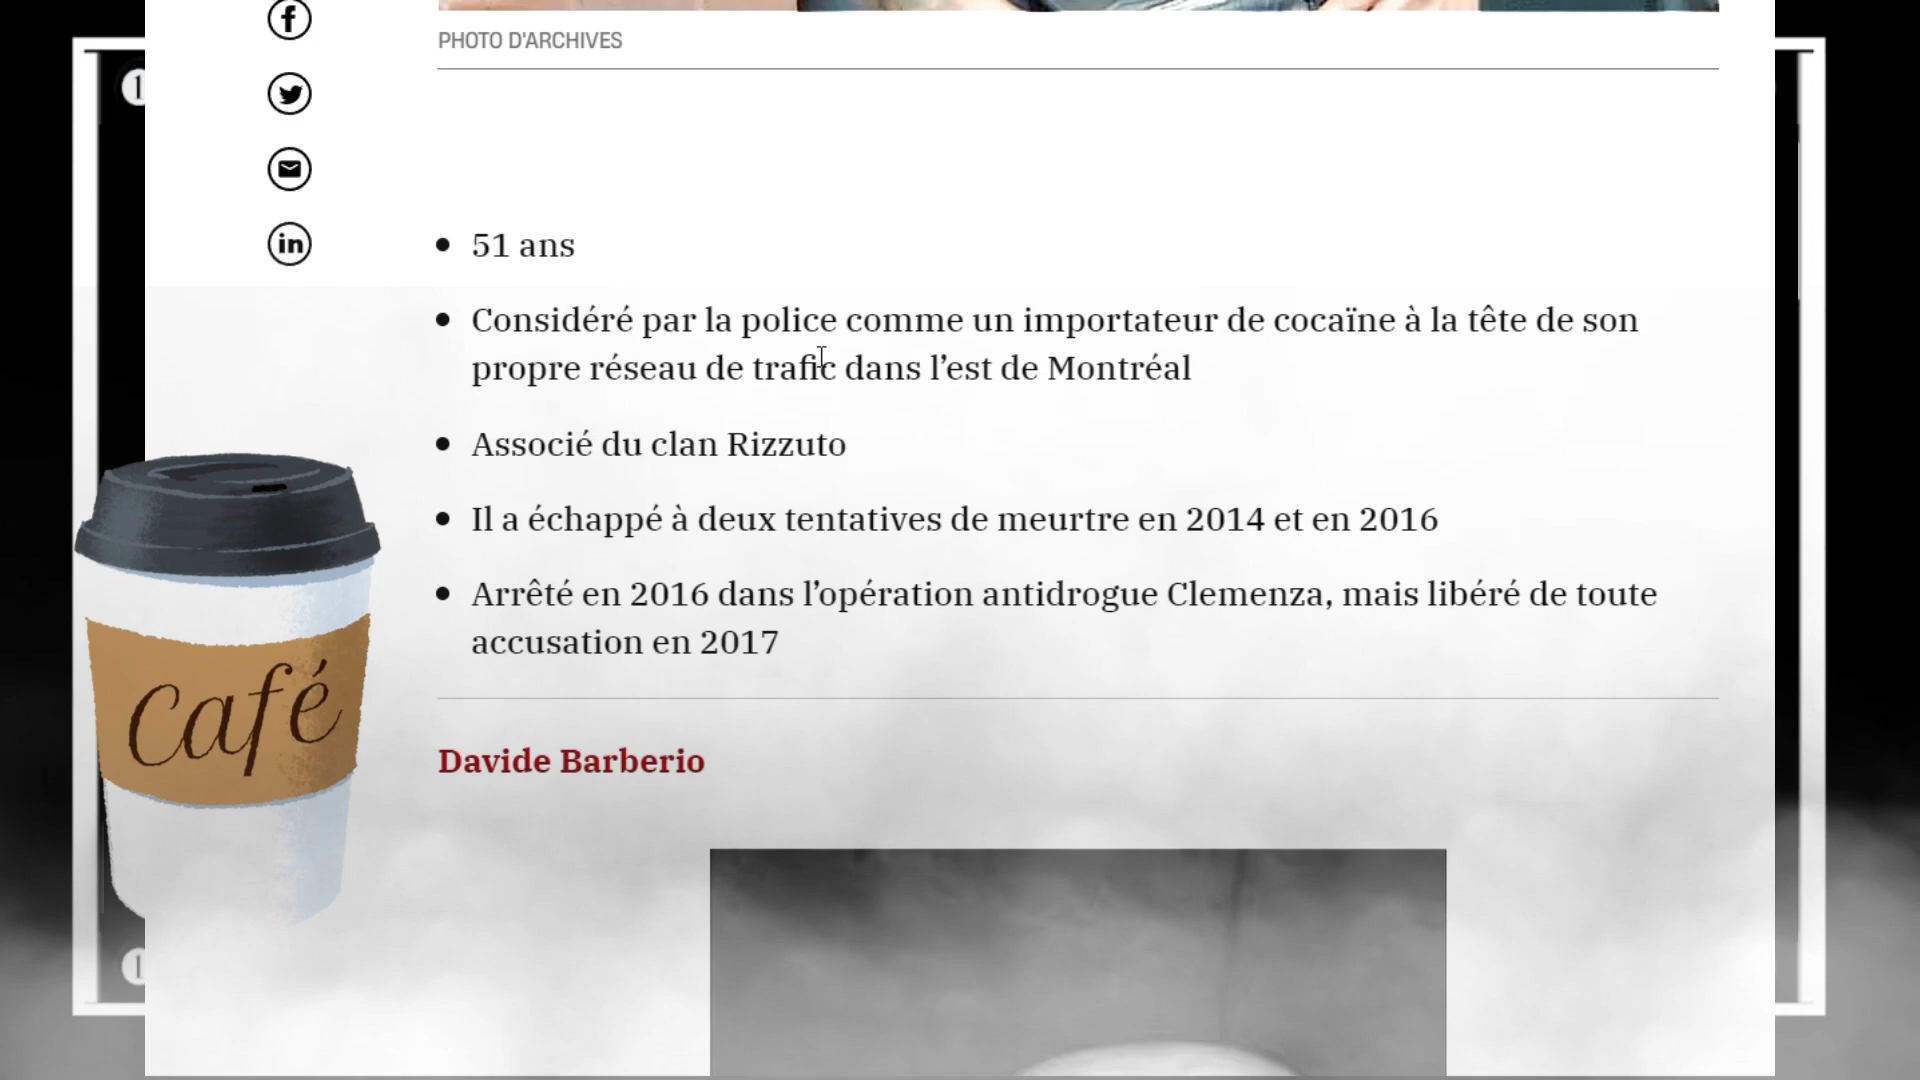 PHOTO D'ARCHIVES
51 ans
Considéré par la police comme un importateur de cocaïne à la tête de son
propre réseau de trafic dans l’est de Montréal
Associé du clan Rizzuto
Il a échappé à deux tentatives de meurtre en 2014 et en 2016
Arrêté en 2016 dans l’opération antidrogue Clemenza, mais libéré de toute
accusation en 2017
Café
Davide Barberio